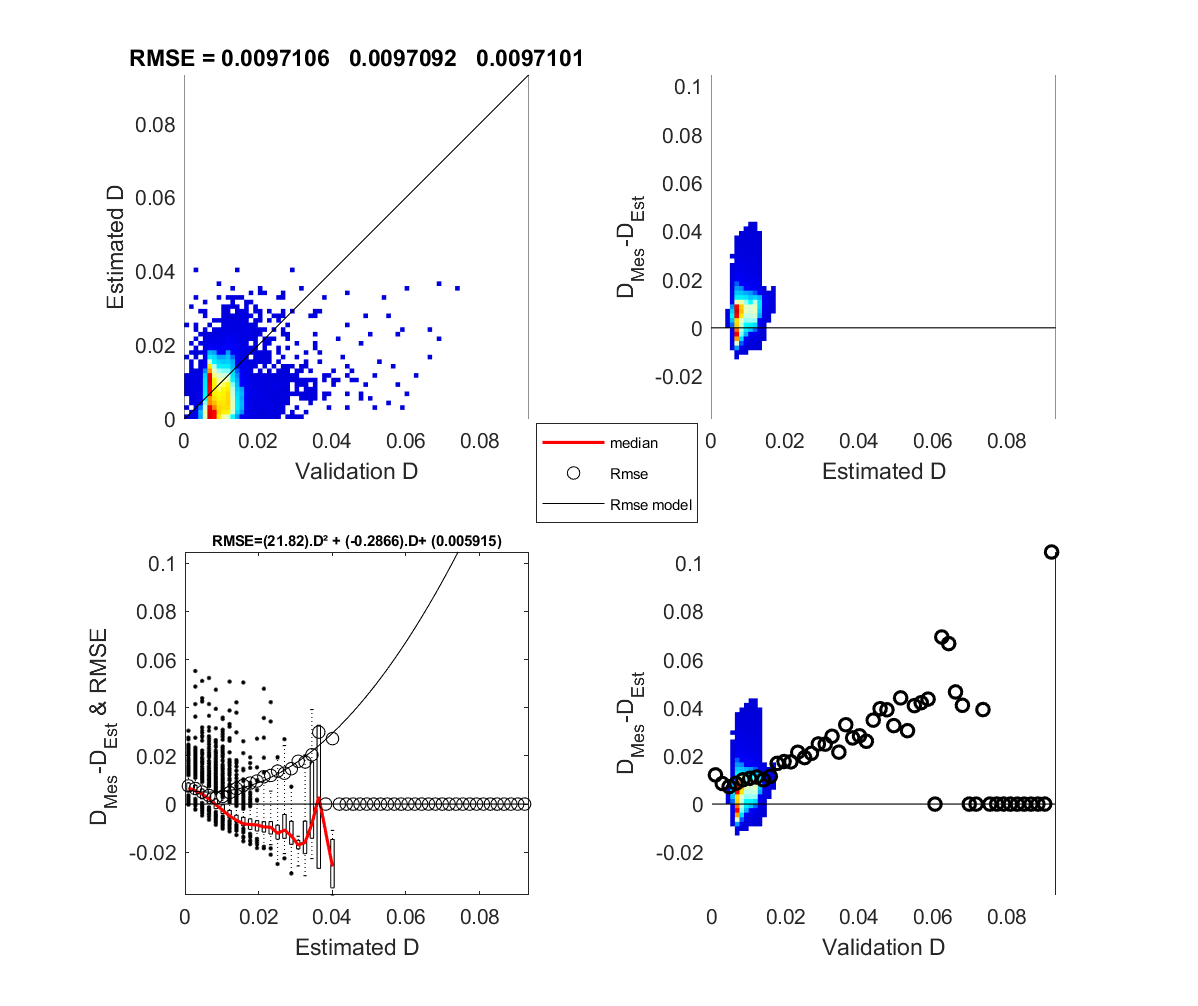 RMSE = 0.0097106 0.0097092 0.0097101
0.08
0.06
0.04
0.02
0
Estimated D
0 0.02 0.04 0.06 0.08
Validation D
0.1
0.08
0.06
0.04
0.02
0
-0.02
D_Mes-D_Est
0 0.02 0.04 0.06 0.08
Estimated D
median
Rmse
Rmse model
RMSE=(21.82).D² + (-0.2866).D+ (0.005915)
0.1
0.08
0.06
0.04
0.02
0
-0.02
D_Mes-D_Est & RMSE
0 0.02 0.04 0.06 0.08
Estimated D
0.1
0.08
0.06
0.04
0.02
0
-0.02
D_Mes-D_Est
0 0.02 0.04 0.06 0.08
Validation D